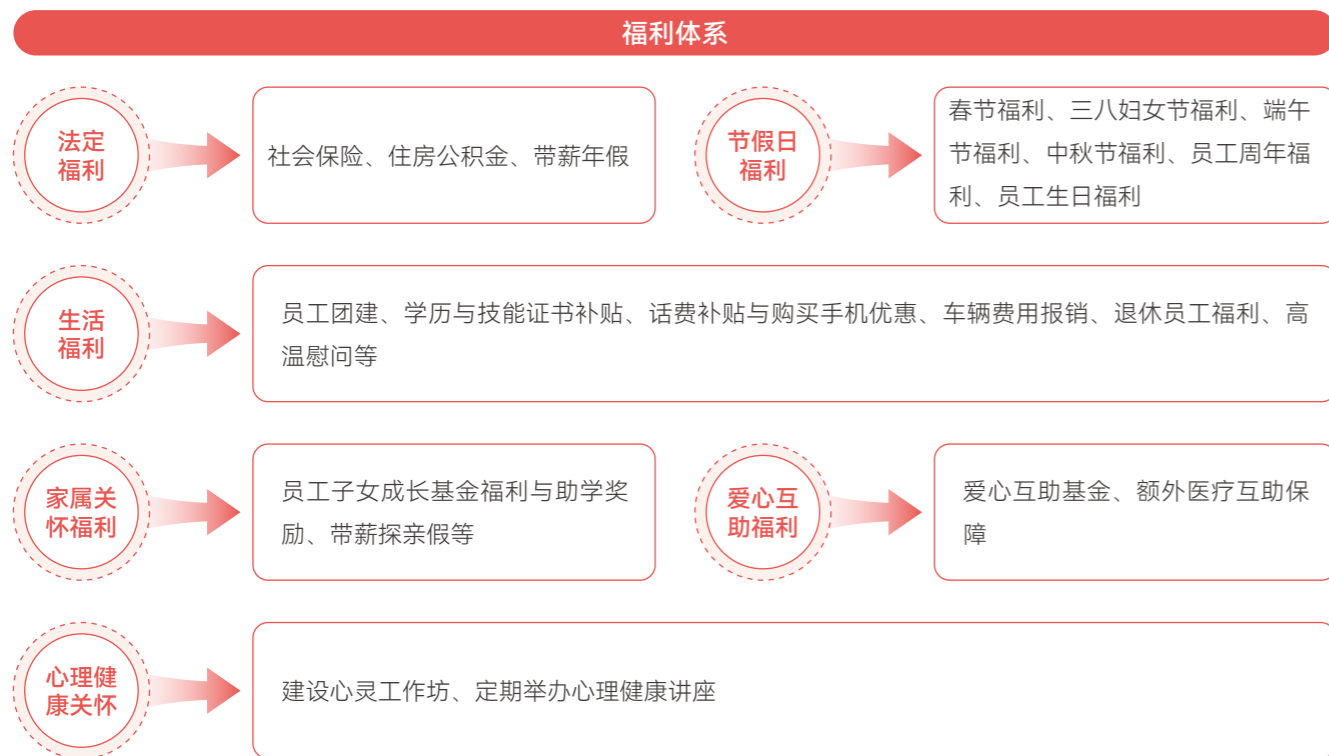 福利体系
法定
福利
社会保险、住房公积金、带薪年假
节假日
福利
春节福利、三八妇女节福利、端午
节福利、中秋节福利、员工周年福
利、员工生日福利
生活
福利
员工团建、学历与技能证书补贴、话费补贴与购买手机优惠、车辆费用报销、退休员工福利、高
温慰问等
家属关
怀福利
员工子女成长基金福利与助学奖
励、带薪探亲假等
爱心互
助福利
爱心互助基金、额外医疗互助保
障
心理健
康关怀
建设心灵工作坊、定期举办心理健康讲座